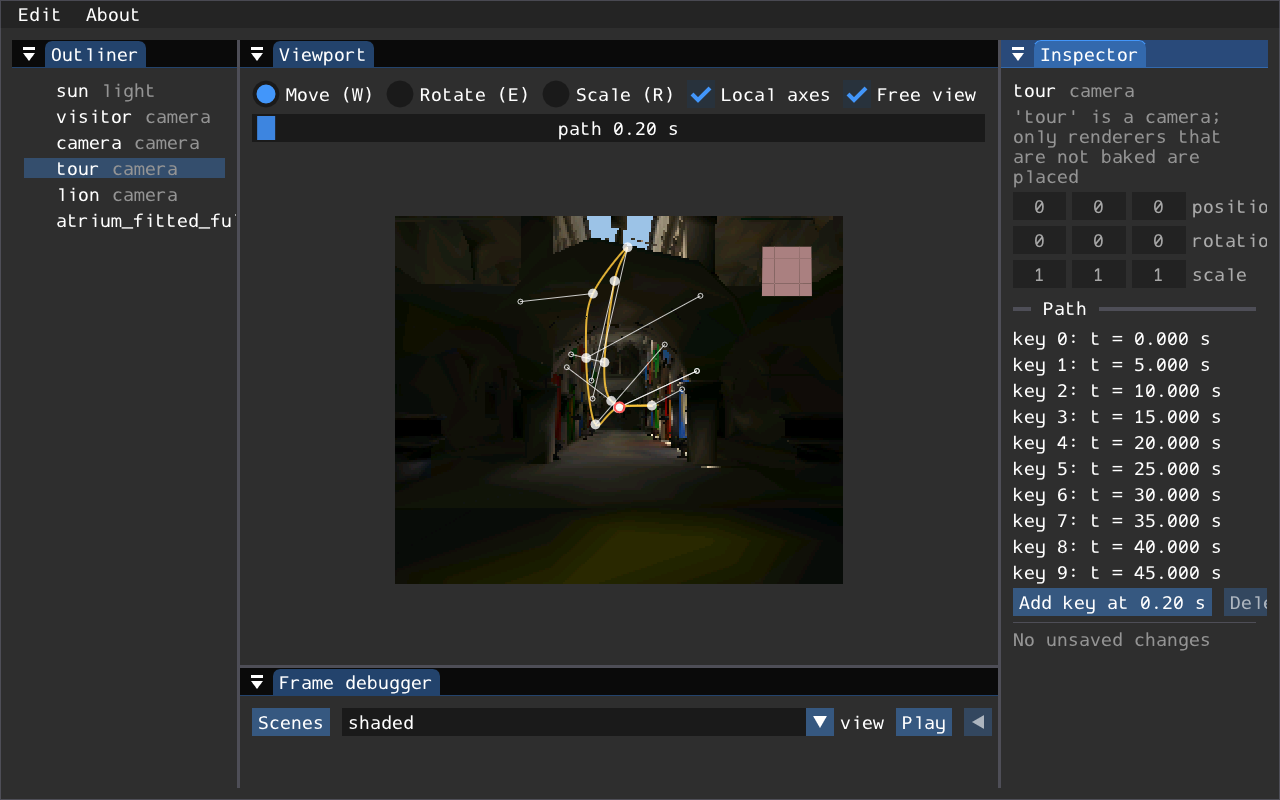 Edit About
Outliner
sun light
visitor camera
camera camera
tour camera
lion camera
atrium_fitted_fu
Viewport
Move (W) Rotate (E) Scale (R) Local axes Free view
path 0.20 s
Frame debugger
Scenes shaded view Play
Inspector
tour camera
'tour' is a camera;
only renderers that
are not baked are
placed
0 0 0 positio
0 0 0 rotatio
1 1 1 scale
Path
key 0: t = 0.000 s
key 1: t = 5.000 s
key 2: t = 10.000 s
key 3: t = 15.000 s
key 4: t = 20.000 s
key 5: t = 25.000 s
key 6: t = 30.000 s
key 7: t = 35.000 s
key 8: t = 40.000 s
key 9: t = 45.000 s
Add key at 0.20 s Dele
No unsaved changes